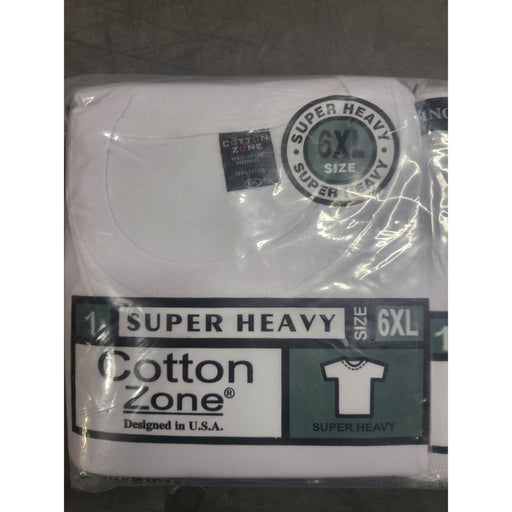 SUPER HEAVY
6XL
SIZE
SUPER HEAVY
COTTON
ZONE
1
SUPER HEAVY
SIZE
6XL
Cotton
Zone®
Designed in U.S.A.
SUPER HEAVY
1